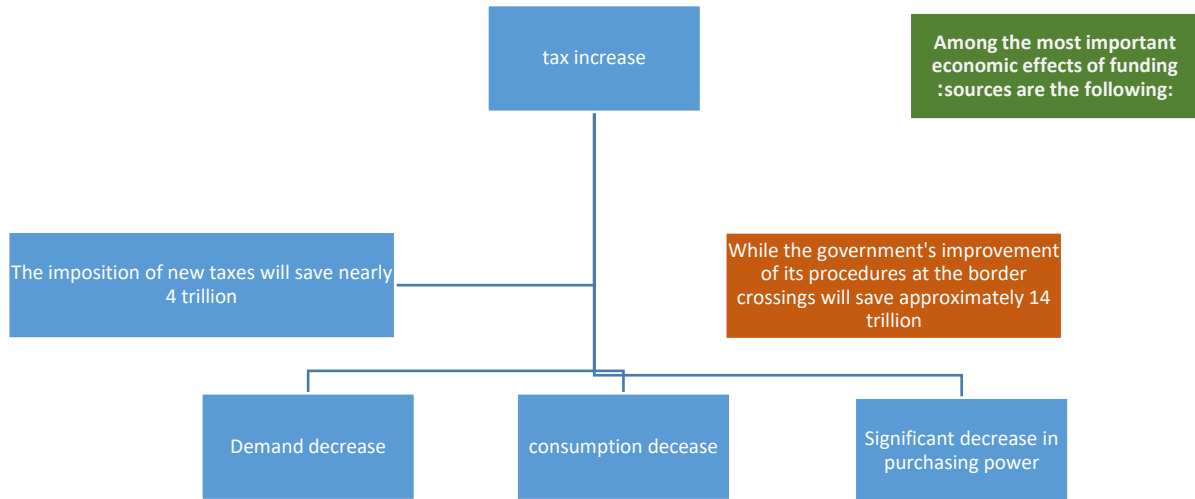 tax increase
Among the most important
economic effects of funding
:sources are the following:
The imposition of new taxes will save nearly
4 trillion
While the government's improvement
of its procedures at the border
crossings will save approximately 14
trillion
Demand decrease
consumption decease
Significant decrease in
purchasing power